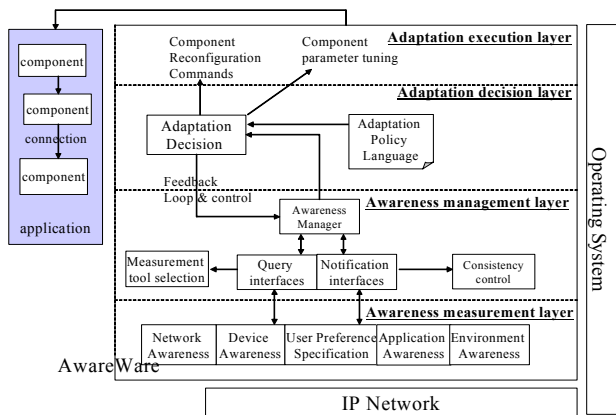 component
component
connection
component
application
Component
Reconfiguration
Commands
Component
parameter tuning
Adaptation execution layer
Adaptation decision layer
Adaptation
Decision
Adaptation
Policy
Language
Feedback
Loop & control
Awareness management layer
Awareness
Manager
Measurement
tool selection
Query
interfaces
Notification
interfaces
Consistency
control
Awareness measurement layer
Network
Awareness
Device
Awareness
User Preference
Specification
Application
Awareness
Environment
Awareness
AwareWare
Operating System
IP Network